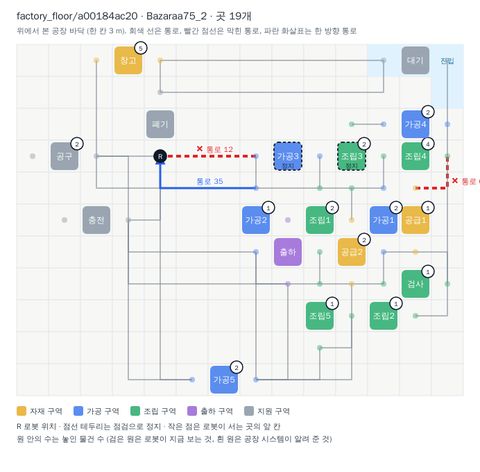 factory_floor/a00184ac20 · Bazaraa75_2 · 곳 19개
위에서 본 공장 바닥 (한 칸 3 m). 회색 선은 통로, 빨간 점선은 막힌 통로, 파란 화살표는 한 방향 통로
창고 5
대기
진입
폐기
가공4 2
공구 2
R
✕ 통로 12
가공3 정지
조립3 2 정지
조립4 4
통로 35
✕ 통로
충전
가공2 1
조립1 2
가공1 2
공급1 1
출하
공급2 2
검사 1
조립5 1
조립2 1
가공5 2
자재 구역
가공 구역
조립 구역
출하 구역
지원 구역
R 로봇 위치 · 점선 테두리는 점검으로 정지 · 작은 점은 로봇이 서는 곳의 앞 칸
원 안의 수는 놓인 물건 수 (검은 원은 로봇이 지금 보는 것, 흰 원은 공장 시스템이 알려 준 것)